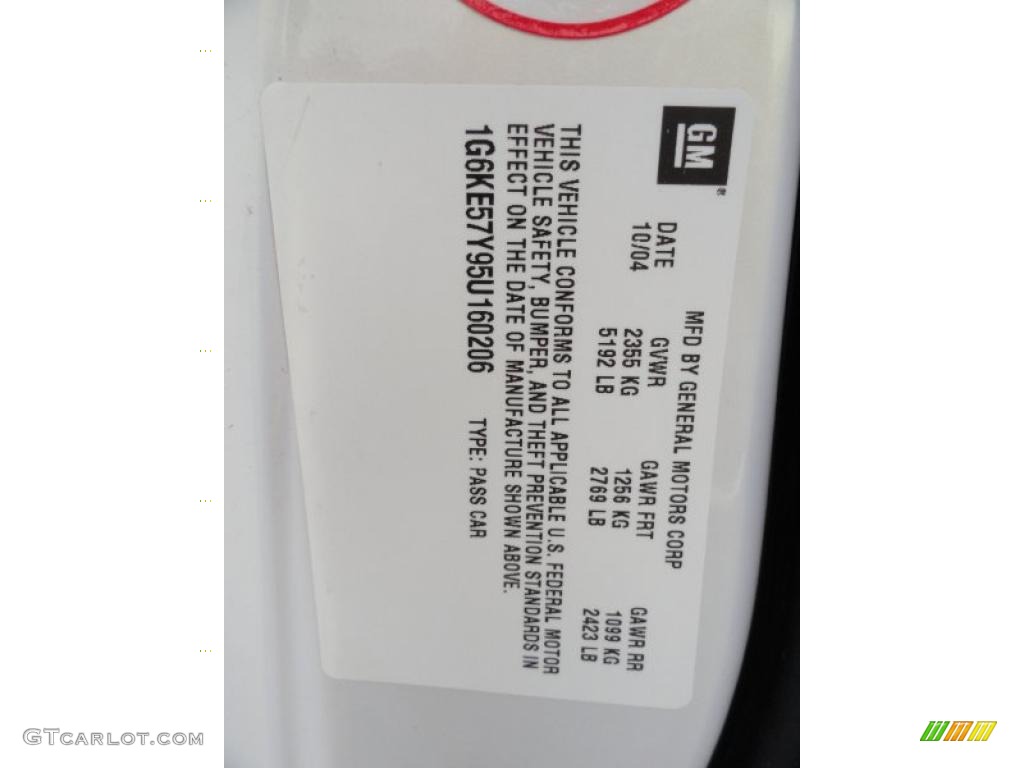 GM®
MFD BY GENERAL MOTORS CORP
DATE GVWR GAWR FRT GAWR RR
10/04 2355 KG 1256 KG 1099 KG
5192 LB 2769 LB 2423 LB
THIS VEHICLE CONFORMS TO ALL APPLICABLE U.S. FEDERAL MOTOR
VEHICLE SAFETY, BUMPER, AND THEFT PREVENTION STANDARDS IN
EFFECT ON THE DATE OF MANUFACTURE SHOWN ABOVE.
1G6KE57Y95U160206 TYPE: PASS CAR
GTCARLOT.COM